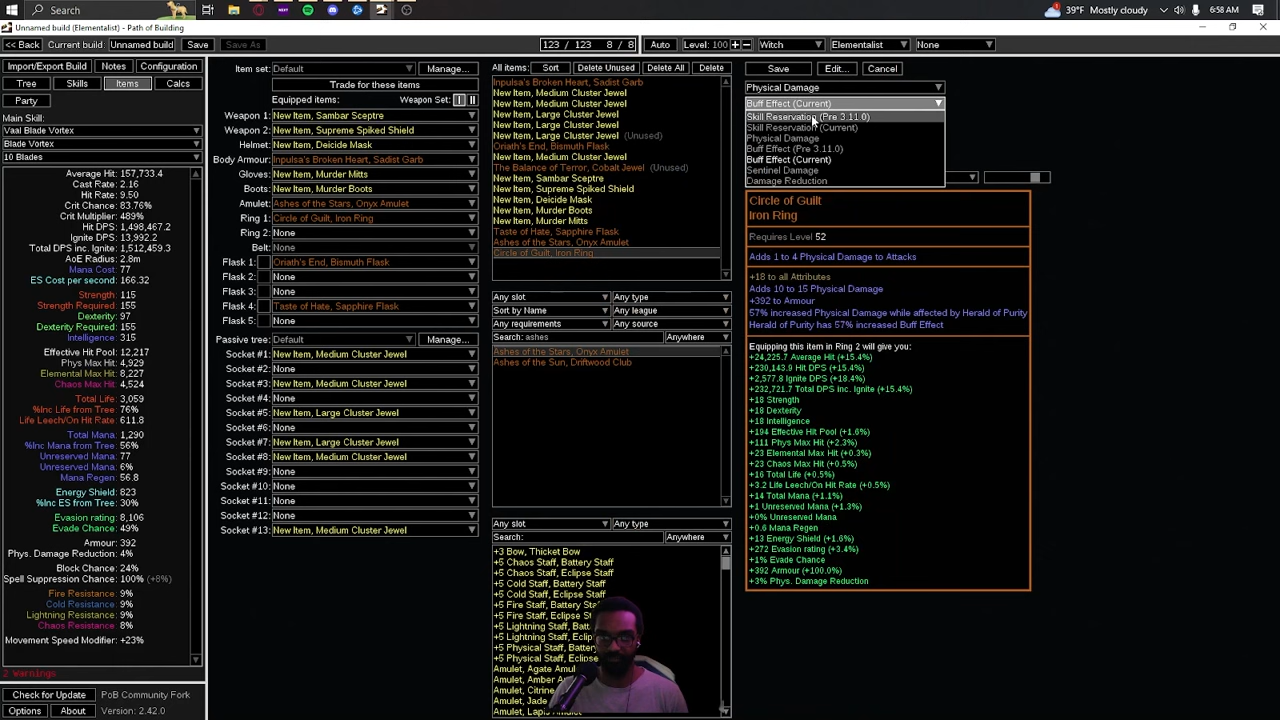 Search
39°F Mostly cloudy
6:58 AM
Unnamed build (Elementalist) - Path of Building
<< Back
Current build: Unnamed build
Save
Save As
123 / 123 8 / 8
Auto
Level: 100
+
-
Witch
Elementalist
None
Import/Export Build
Notes
Configuration
Tree
Skills
Items
Calcs
Party
Main Skill:
Vaal Blade Vortex
Blade Vortex
10 Blades
Average Hit: 157,733.4
Cast Rate: 2.16
Hit Rate: 9.50
Crit Chance: 83.76%
Crit Multiplier: 489%
Hit DPS: 1,498,467.2
Ignite DPS: 13,992.2
Total DPS inc. Ignite: 1,512,459.3
AoE Radius: 2.8m
Mana Cost: 77
ES Cost per second: 166.32
Strength: 115
Strength Required: 155
Dexterity: 97
Dexterity Required: 155
Intelligence: 315
Effective Hit Pool: 12,217
Phys Max Hit: 4,929
Elemental Max Hit: 8,227
Chaos Max Hit: 4,524
Total Life: 3,059
%Inc Life from Tree: 76%
Life Leech/On Hit Rate: 611.8
Total Mana: 1,290
%Inc Mana from Tree: 56%
Unreserved Mana: 77
Unreserved Mana: 6%
Mana Regen: 56.8
Energy Shield: 823
%Inc ES from Tree: 30%
Evasion rating: 8,106
Evade Chance: 49%
Armour: 392
Phys. Damage Reduction: 4%
Block Chance: 24%
Spell Suppression Chance: 100% (+8%)
Fire Resistance: 9%
Cold Resistance: 9%
Lightning Resistance: 9%
Chaos Resistance: 9%
Movement Speed Modifier: +23%
2 Warnings
Check for Update
PoB Community Fork
Options
About
Version: 2.42.0
Item set: Default
Manage...
Trade for these items
Equipped items:
Weapon Set: I II
Weapon 1: New Item, Sambar Sceptre
Weapon 2: New Item, Supreme Spiked Shield
Helmet: New Item, Deicide Mask
Body Armour: Inpulsa's Broken Heart, Sadist Garb
Gloves: New Item, Murder Mitts
Boots: New Item, Murder Boots
Amulet: Ashes of the Stars, Onyx Amulet
Ring 1: Circle of Guilt, Iron Ring
Ring 2: None
Belt: None
Flask 1: Oriath's End, Bismuth Flask
Flask 2: None
Flask 3: None
Flask 4: Taste of Hate, Sapphire Flask
Flask 5: None
Passive tree: Default
Manage...
Socket #1: New Item, Medium Cluster Jewel
Socket #2: None
Socket #3: New Item, Medium Cluster Jewel
Socket #4: None
Socket #5: New Item, Large Cluster Jewel
Socket #6: None
Socket #7: New Item, Large Cluster Jewel
Socket #8: New Item, Medium Cluster Jewel
Socket #9: None
Socket #10: None
Socket #11: None
Socket #12: None
Socket #13: New Item, Medium Cluster Jewel
All items:
Sort
Delete Unused
Delete All
Delete
Inpulsa's Broken Heart, Sadist Garb
New Item, Medium Cluster Jewel
New Item, Medium Cluster Jewel
New Item, Large Cluster Jewel
New Item, Large Cluster Jewel
New Item, Large Cluster Jewel (Unused)
Oriath's End, Bismuth Flask
New Item, Medium Cluster Jewel
The Balance of Terror, Cobalt Jewel (Unused)
New Item, Sambar Sceptre
New Item, Supreme Spiked Shield
New Item, Deicide Mask
New Item, Murder Boots
New Item, Murder Mitts
Taste of Hate, Sapphire Flask
Ashes of the Stars, Onyx Amulet
Circle of Guilt, Iron Ring
Any slot
Any type
Sort by Name
Any league
Any requirements
Any source
Search: ashes
Anywhere
Ashes of the Stars, Onyx Amulet
Ashes of the Sun, Driftwood Club
Any slot
Any type
Search:
Anywhere
+3 Bow, Thicket Bow
+5 Chaos Staff, Battery Staff
+5 Chaos Staff, Eclipse Staff
+5 Cold Staff, Battery Staff
+5 Cold Staff, Eclipse Staff
+5 Fire Staff, Battery Sta
+5 Fire Staff, Eclipse Sta
+5 Lightning Staff, Batt
+5 Lightning Staff, Eclip
+5 Physical Staff, Batte
+5 Physical Staff, Eclips
Amulet, Agate Amul
Amulet, Amber A
Amulet, Citrine
Amulet, Jade
Amulet, Lapis
Save
Edit...
Cancel
Physical Damage
Buff Effect (Current)
Skill Reservation (Pre 3.11.0)
Skill Reservation (Current)
Physical Damage
Buff Effect (Pre 3.11.0)
Buff Effect (Current)
Sentinel Damage
Damage Reduction
Circle of Guilt
Iron Ring
Requires Level 52
Adds 1 to 4 Physical Damage to Attacks
+18 to all Attributes
Adds 10 to 15 Physical Damage
+392 to Armour
57% increased Physical Damage while affected by Herald of Purity
Herald of Purity has 57% increased Buff Effect
Equipping this item in Ring 2 will give you:
+24,225.7 Average Hit (+15.4%)
+230,143.9 Hit DPS (+15.4%)
+2,577.8 Ignite DPS (+18.4%)
+232,721.7 Total DPS inc. Ignite (+15.4%)
+18 Strength
+18 Dexterity
+18 Intelligence
+194 Effective Hit Pool (+1.6%)
+111 Phys Max Hit (+2.3%)
+23 Elemental Max Hit (+0.3%)
+23 Chaos Max Hit (+0.5%)
+16 Total Life (+0.5%)
+3.2 Life Leech/On Hit Rate (+0.5%)
+14 Total Mana (+1.1%)
+1 Unreserved Mana (+1.3%)
+0% Unreserved Mana
+0.6 Mana Regen
+13 Energy Shield (+1.6%)
+272 Evasion rating (+3.4%)
+1% Evade Chance
+392 Armour (+100.0%)
+3% Phys. Damage Reduction